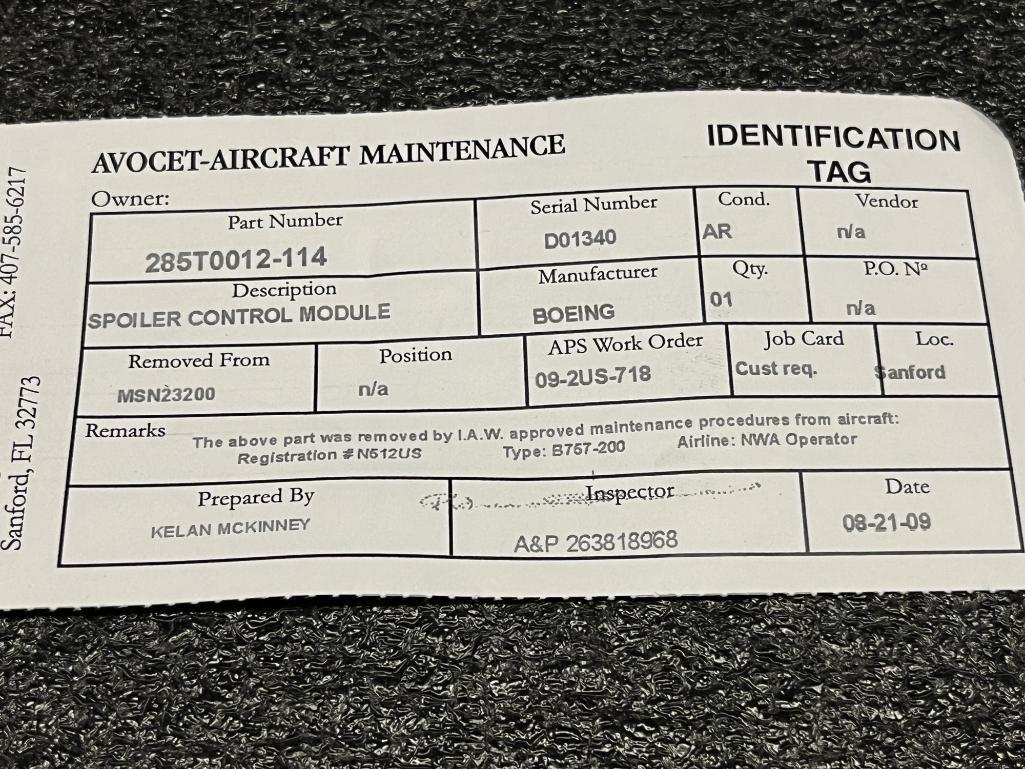 AVOCET-AIRCRAFT MAINTENANCE
IDENTIFICATION
TAG
Owner:
Part Number
285T0012-114
Serial Number
D01340
Cond.
AR
Vendor
n/a
Description
SPOILER CONTROL MODULE
Manufacturer
BOEING
Qty.
01
P.O. Nº
n/a
Removed From
MSN23200
Position
n/a
APS Work Order
09-2US-718
Job Card
Cust req.
Loc.
Sanford
Remarks
The above part was removed by I.A.W. approved maintenance procedures from aircraft:
Registration # N512US Type: B757-200 Airline: NWA Operator
Prepared By
KELAN MCKINNEY
Inspector
A&P 263818968
Date
08-21-09
Sanford, FL 32773
FAX: 407-585-6217